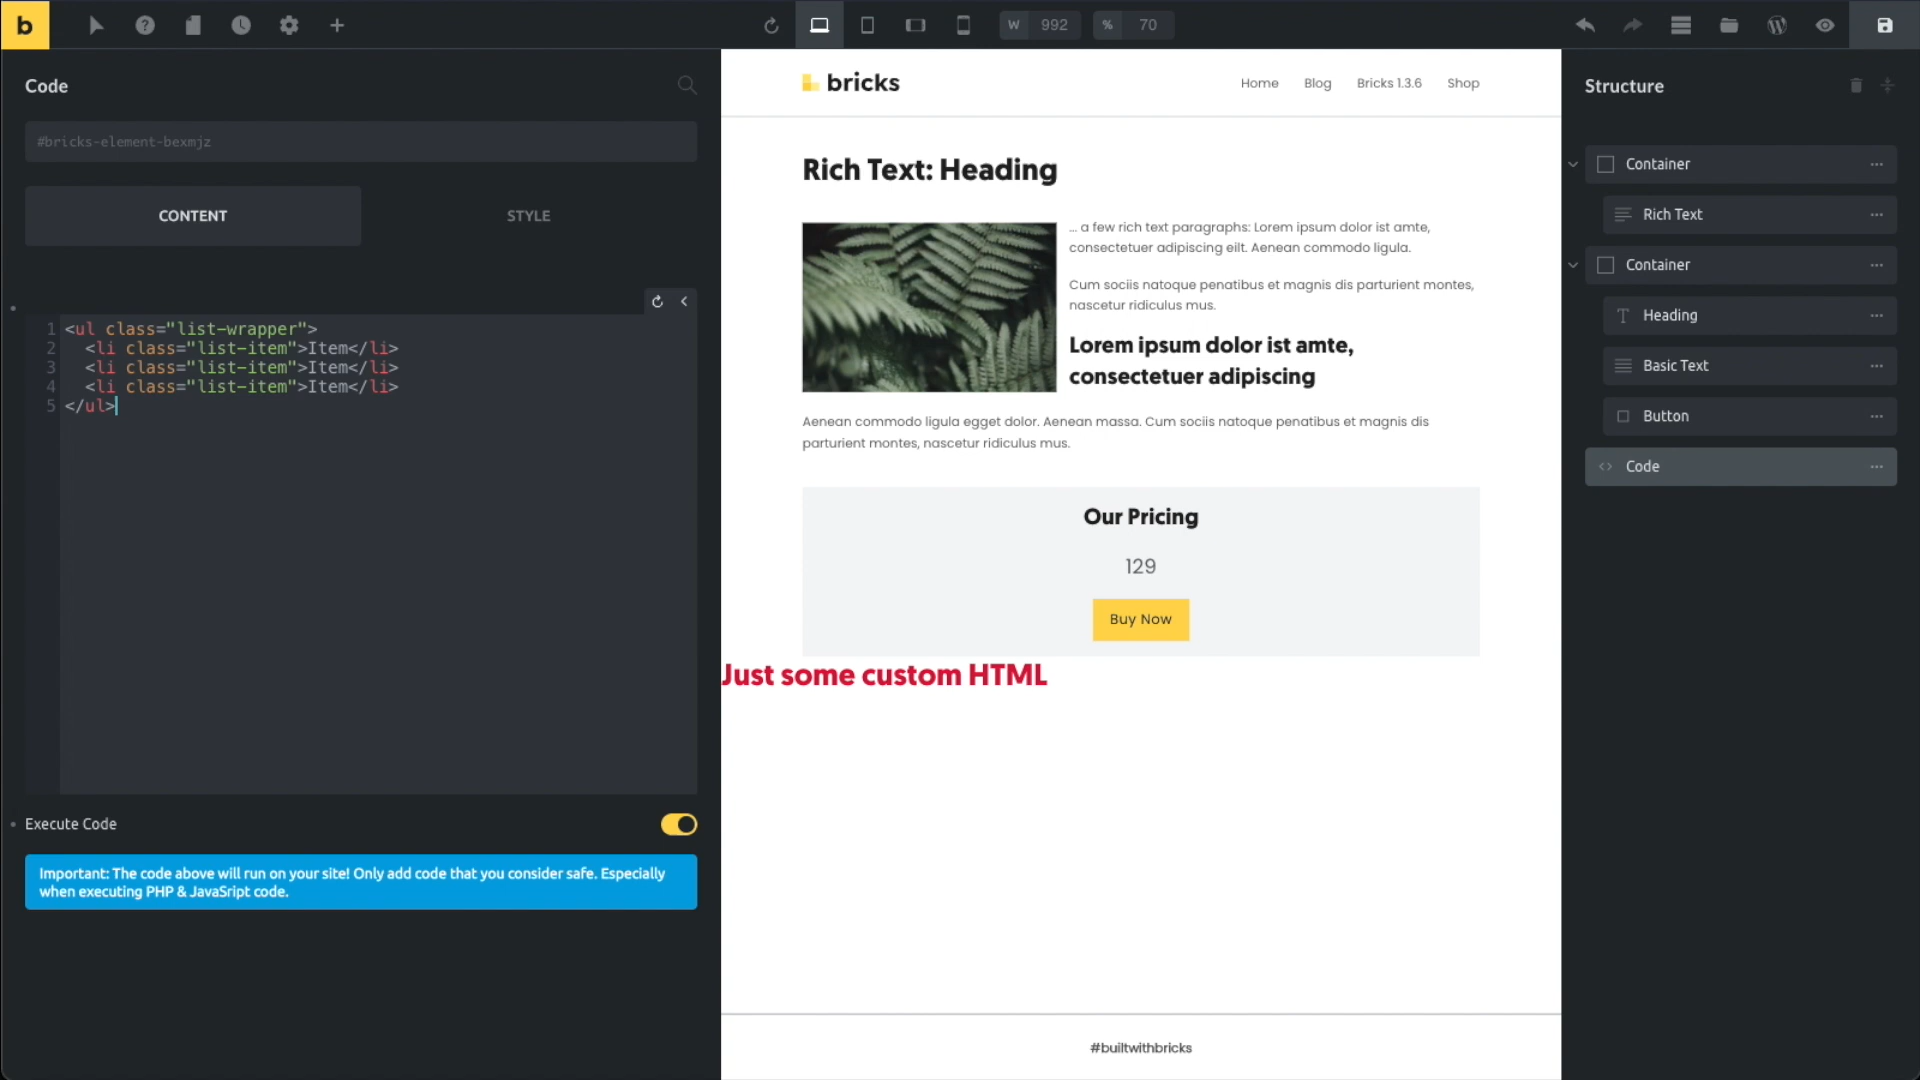 b
W 992 % 70
Code
#bricks-element-bexmjz
CONTENT STYLE
1 <ul class="list-wrapper">
2 <li class="list-item">Item</li>
3 <li class="list-item">Item</li>
4 <li class="list-item">Item</li>
5 </ul>
Execute Code
Important: The code above will run on your site! Only add code that you consider safe. Especially
when executing PHP & JavaSript code.
bricks
Home Blog Bricks 1.3.6 Shop
Rich Text: Heading
... a few rich text paragraphs: Lorem ipsum dolor ist amte,
consectetuer adipiscing eilt. Aenean commodo ligula.
Cum sociis natoque penatibus et magnis dis parturient montes,
nascetur ridiculus mus.
Lorem ipsum dolor ist amte,
consectetuer adipiscing
Aenean commodo ligula egget dolor. Aenean massa. Cum sociis natoque penatibus et magnis dis
parturient montes, nascetur ridiculus mus.
Our Pricing
129
Buy Now
Just some custom HTML
#builtwithbricks
Structure
Container
Rich Text
Container
Heading
Basic Text
Button
Code